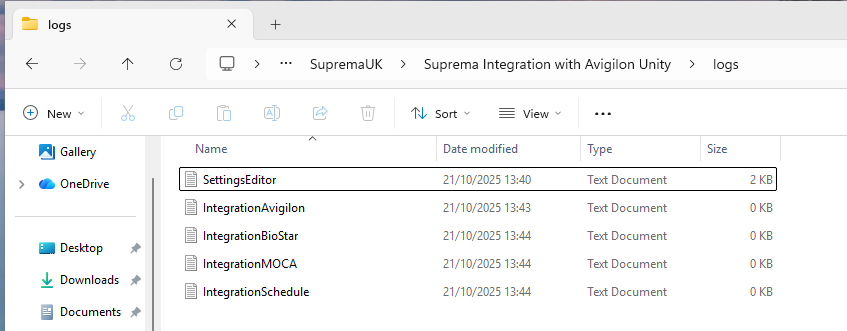 logs
SupremaUK Suprema Integration with Avigilon Unity logs
New Sort View
Name Date modified Type Size
Gallery
OneDrive
Desktop
Downloads
Documents
SettingsEditor 21/10/2025 13:40 Text Document 2 KB
IntegrationAvigilon 21/10/2025 13:43 Text Document 0 KB
IntegrationBioStar 21/10/2025 13:44 Text Document 0 KB
IntegrationMOCA 21/10/2025 13:44 Text Document 0 KB
IntegrationSchedule 21/10/2025 13:44 Text Document 0 KB